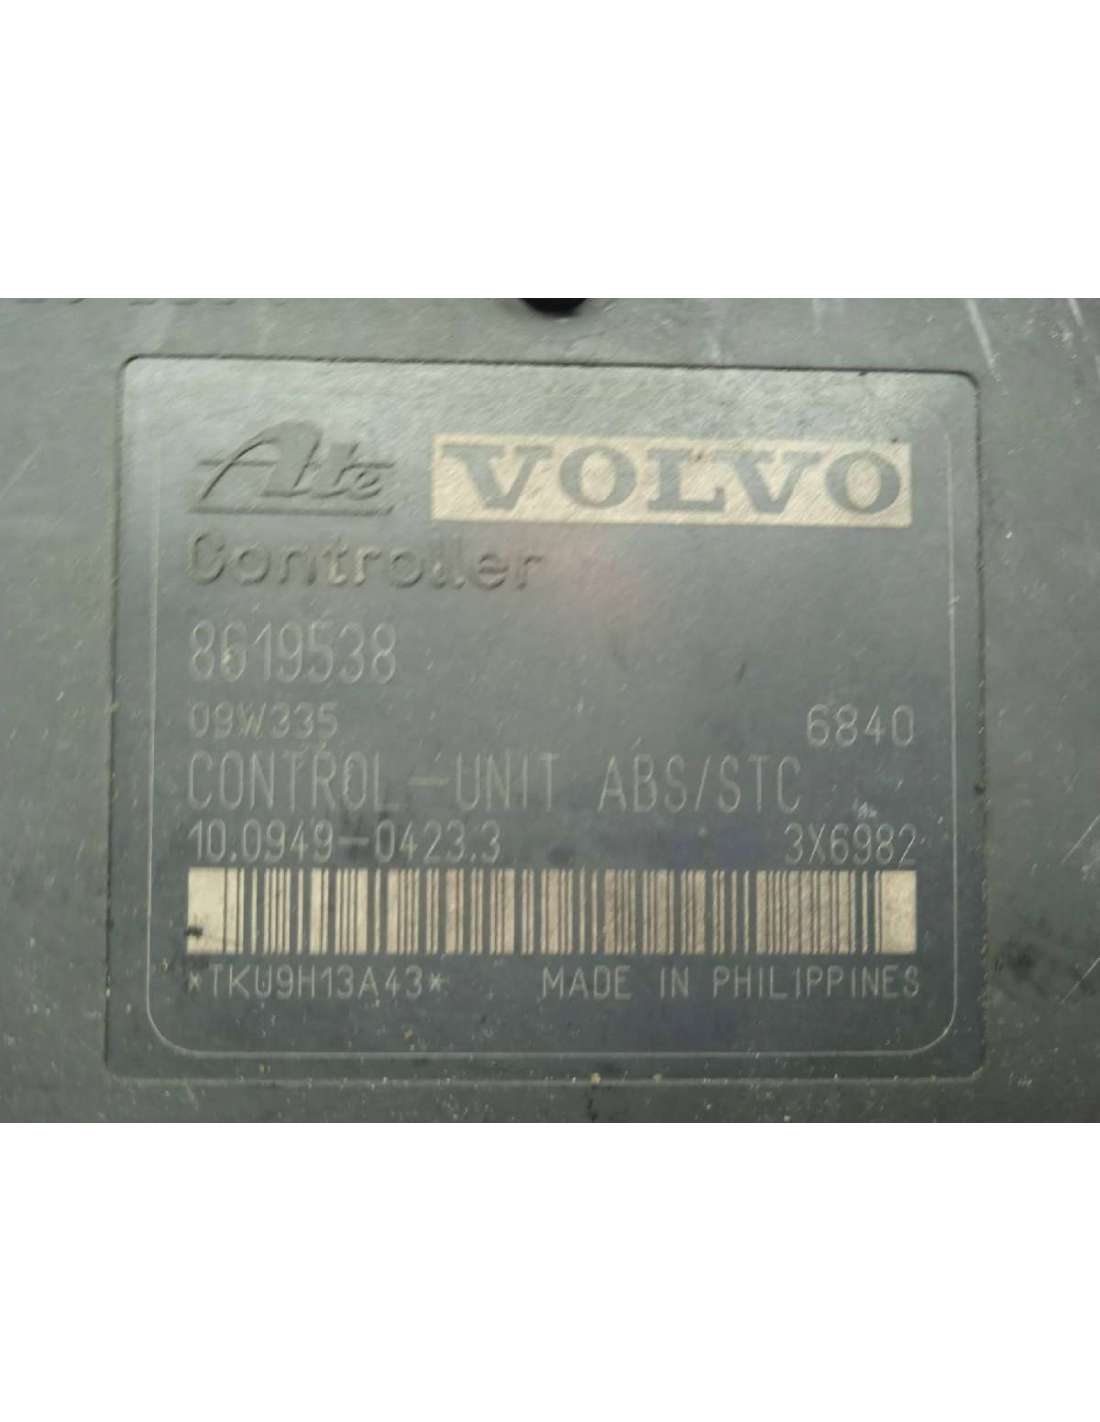 Ate VOLVO
Controller
8619538
09W335 6840
CONTROL-UNIT ABS/STC
10.0949-0423.3 3X6982
*TKU9H13A43* MADE IN PHILIPPINES